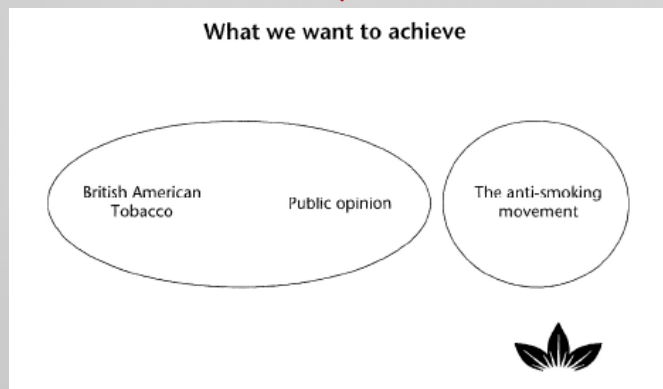 What we want to achieve
British American
Tobacco
Public opinion
The anti-smoking
movement